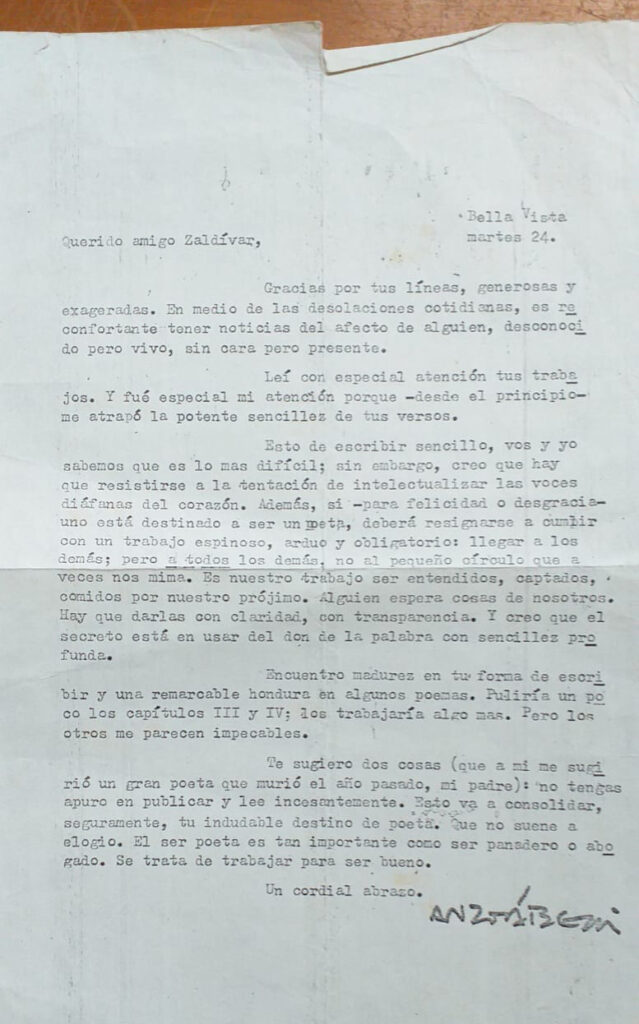 Bella Vista
martes 24.
Querido amigo Zaldívar,
Gracias por tus líneas, generosas y
exageradas. En medio de las desolaciones cotidianas, es re
confortante tener noticias del afecto de alguien, desconoci
do pero vivo, sin cara pero presente.
Leí con especial atención tus traba
jos. Y fué especial mi atención porque -desde el principio-
me atrapó la potente sencillez de tus versos.
Esto de escribir sencillo, vos y yo
sabemos que es lo mas difícil; sin embargo, creo que hay
que resistirse a la tentación de intelectualizar las voces
diáfanas del corazón. Además, si -para felicidad o desgracia-
uno está destinado a ser un poeta, deberá resignarse a cumplir
con un trabajo espinoso, arduo y obligatorio: llegar a los
demás; pero a todos los demás, no al pequeño círculo que a
veces nos mima. Es nuestro trabajo ser entendidos, captados,
comidos por nuestro prójimo. Alguien espera cosas de nosotros.
Hay que darlas con claridad, con transparencia. Y creo que el
secreto está en usar del don de la palabra con sencillez pro
funda.
Encuentro madurez en tu forma de escri
bir y una remarcable hondura en algunos poemas. Puliría un po
co los capítulos III y IV; los trabajaría algo mas. Pero los
otros me parecen impecables.
Te sugiero dos cosas (que a mi me sugi
rió un gran poeta que murió el año pasado, mi padre): no tengas
apuro en publicar y lee incesantemente. Esto va a consolidar,
seguramente, tu indudable destino de poeta. Que no suene a
elogio. El ser poeta es tan importante como ser panadero o abo
gado. Se trata de trabajar para ser bueno.
Un cordial abrazo.